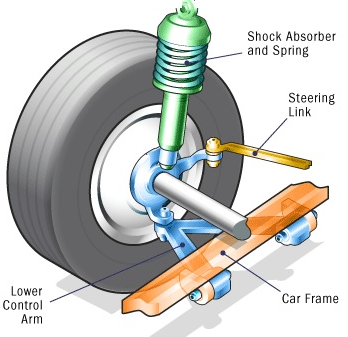 Shock Absorber
and Spring
Steering
Link
Lower
Control
Arm
Car Frame